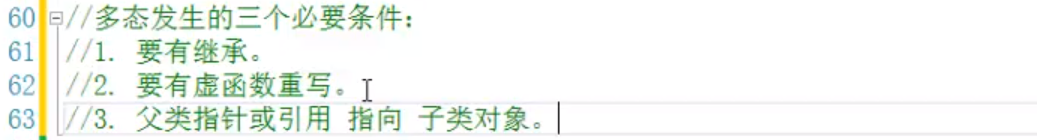 60 //多态发生的三个必要条件：
61 //1. 要有继承。
62 //2. 要有虚函数重写。
63 //3. 父类指针或引用 指向 子类对象。